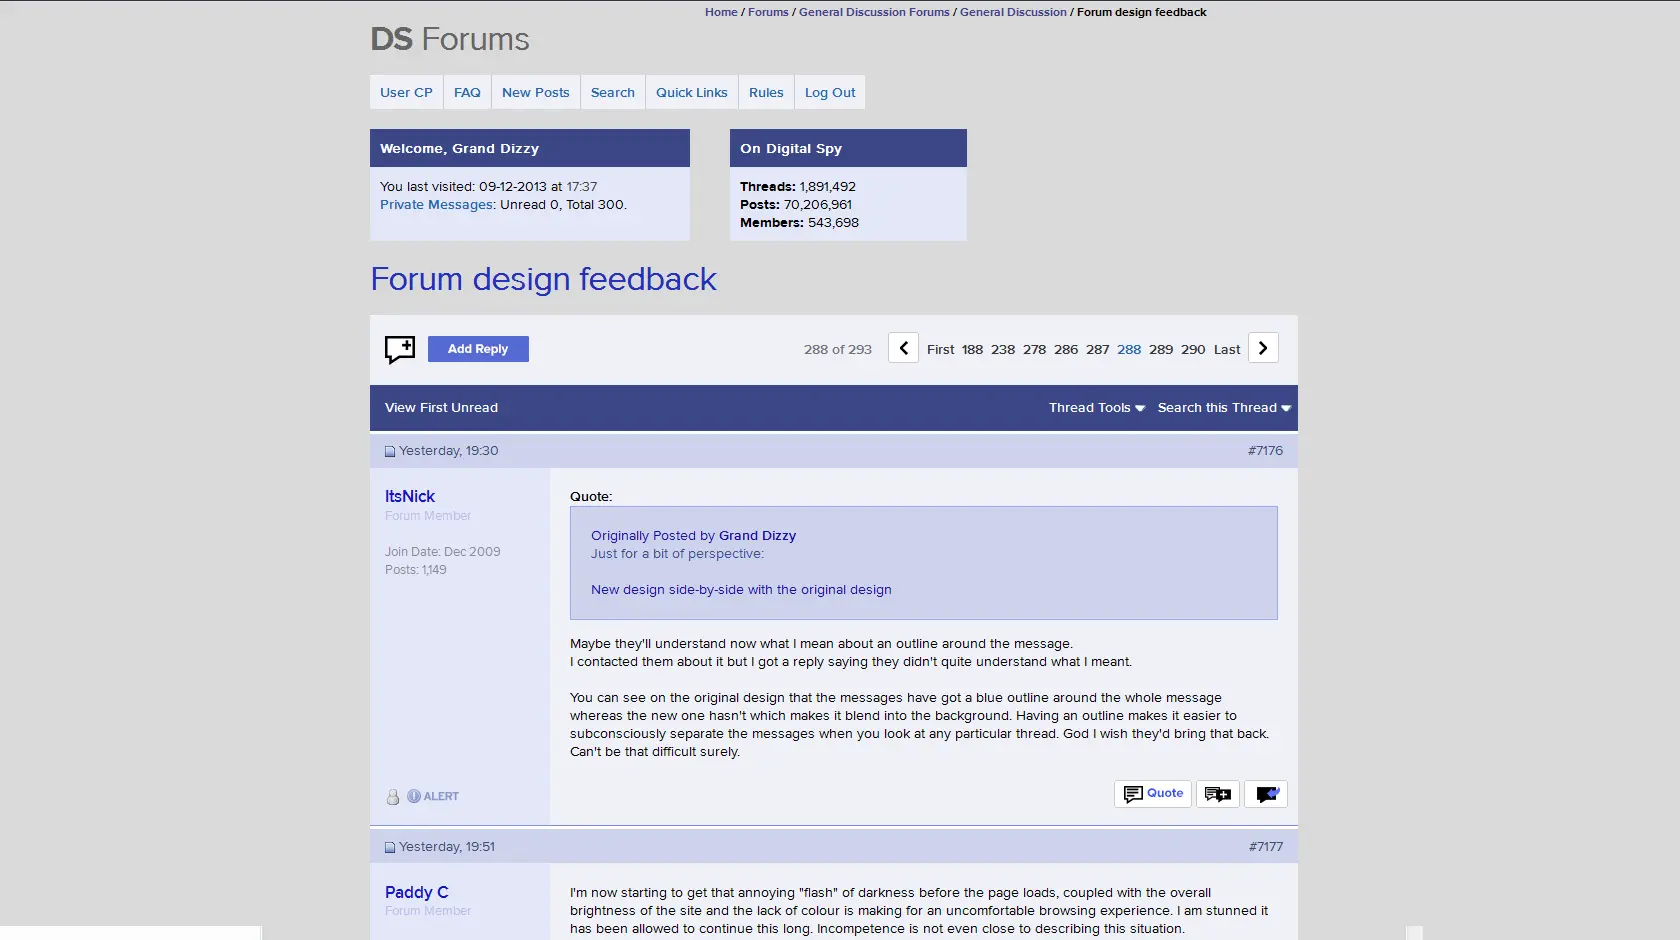 Home / Forums / General Discussion Forums / General Discussion / Forum design feedback
DS Forums
User CP FAQ New Posts Search Quick Links Rules Log Out
Welcome, Grand Dizzy
You last visited: 09-12-2013 at 17:37
Private Messages: Unread 0, Total 300.
On Digital Spy
Threads: 1,891,492
Posts: 70,206,961
Members: 543,698
Forum design feedback
Add Reply
288 of 293 First 188 238 278 286 287 288 289 290 Last
View First Unread Thread Tools Search this Thread
Yesterday, 19:30 #7176
ItsNick
Forum Member
Join Date: Dec 2009
Posts: 1,149
Quote:
Originally Posted by Grand Dizzy
Just for a bit of perspective:
New design side-by-side with the original design
Maybe they'll understand now what I mean about an outline around the message.
I contacted them about it but I got a reply saying they didn't quite understand what I meant.
You can see on the original design that the messages have got a blue outline around the whole message
whereas the new one hasn't which makes it blend into the background. Having an outline makes it easier to
subconsciously separate the messages when you look at any particular thread. God I wish they'd bring that back.
Can't be that difficult surely.
ALERT
Quote
Yesterday, 19:51 #7177
Paddy C
Forum Member
I'm now starting to get that annoying "flash" of darkness before the page loads, coupled with the overall
brightness of the site and the lack of colour is making for an uncomfortable browsing experience. I am stunned it
has been allowed to continue this long. Incompetence is not even close to describing this situation.